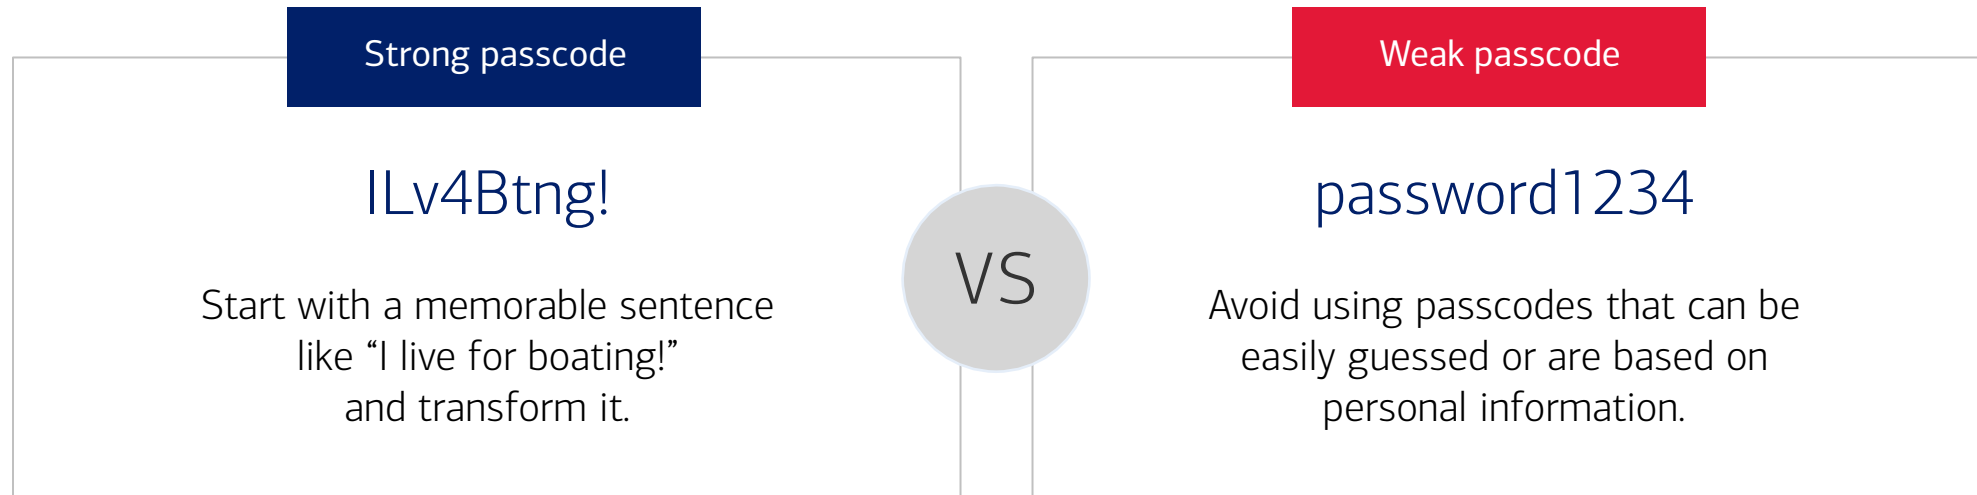 Strong passcode
ILv4Btng!
Start with a memorable sentence
like “I live for boating!”
and transform it.
VS
Weak passcode
password1234
Avoid using passcodes that can be
easily guessed or are based on
personal information.